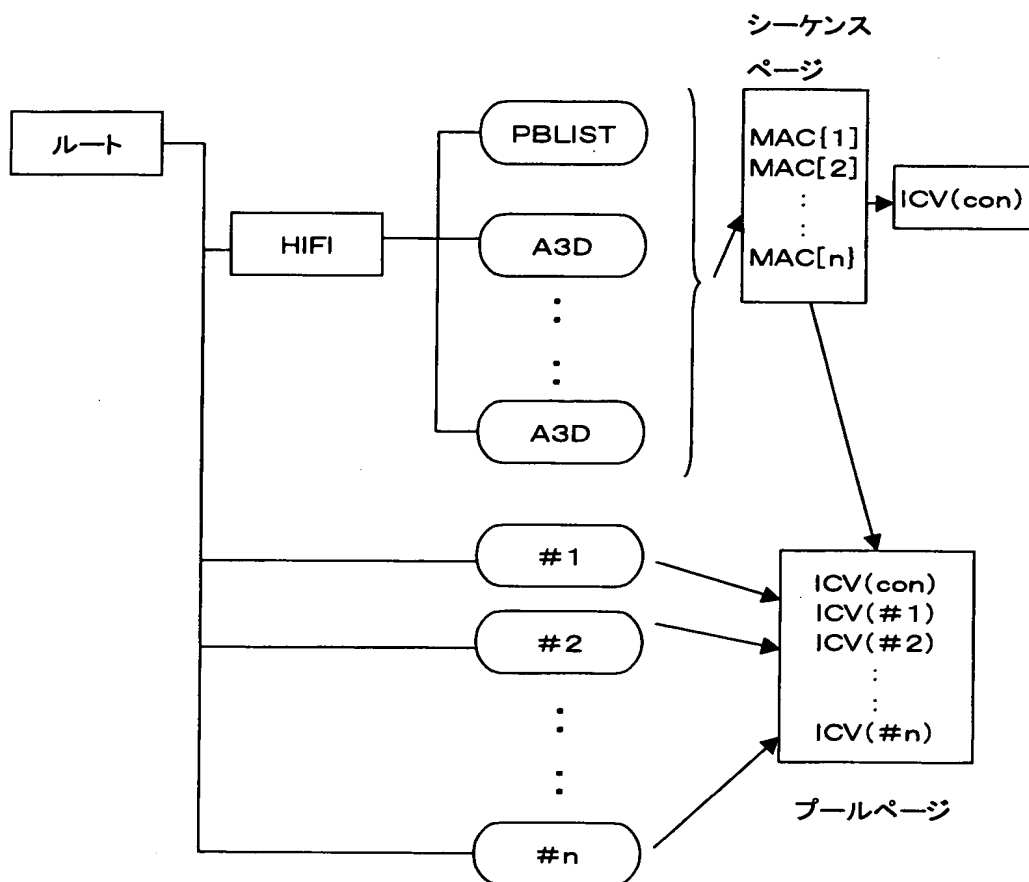 シーケンス
ページ
ルート
PBLIST
MAC[1]
MAC[2]
:
:
MAC[n}
ICV(con)
HIFI
A3D
:
:
A3D
#1
#2
:
:
#n
ICV(con)
ICV(#1)
ICV(#2)
:
:
ICV(#n)
プールページ